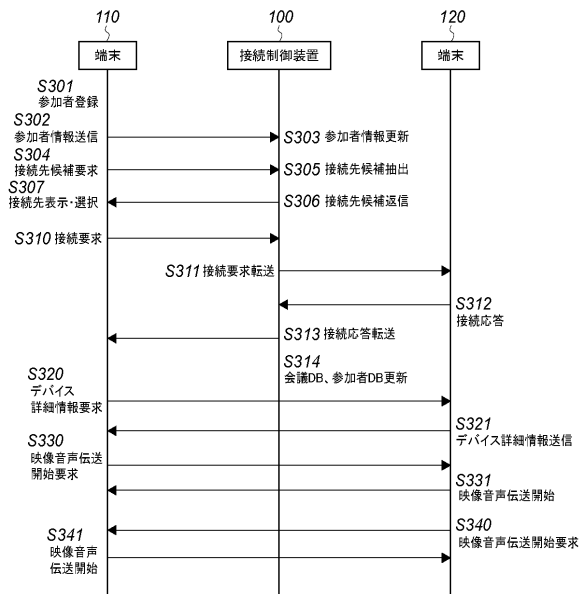 110
100
120
端末
接続制御装置
端末
S301
参加者登録
S302
参加者情報送信
S303 参加者情報更新
S304
接続先候補要求
S305 接続先候補抽出
S307
接続先表示・選択
S306 接続先候補返信
S310 接続要求
S311 接続要求転送
S312
接続応答
S313 接続応答転送
S314
会議DB、参加者DB更新
S320
デバイス
詳細情報要求
S321
デバイス詳細情報送信
S330
映像音声伝送
開始要求
S331
映像音声伝送開始
S340
映像音声伝送開始要求
S341
映像音声
伝送開始